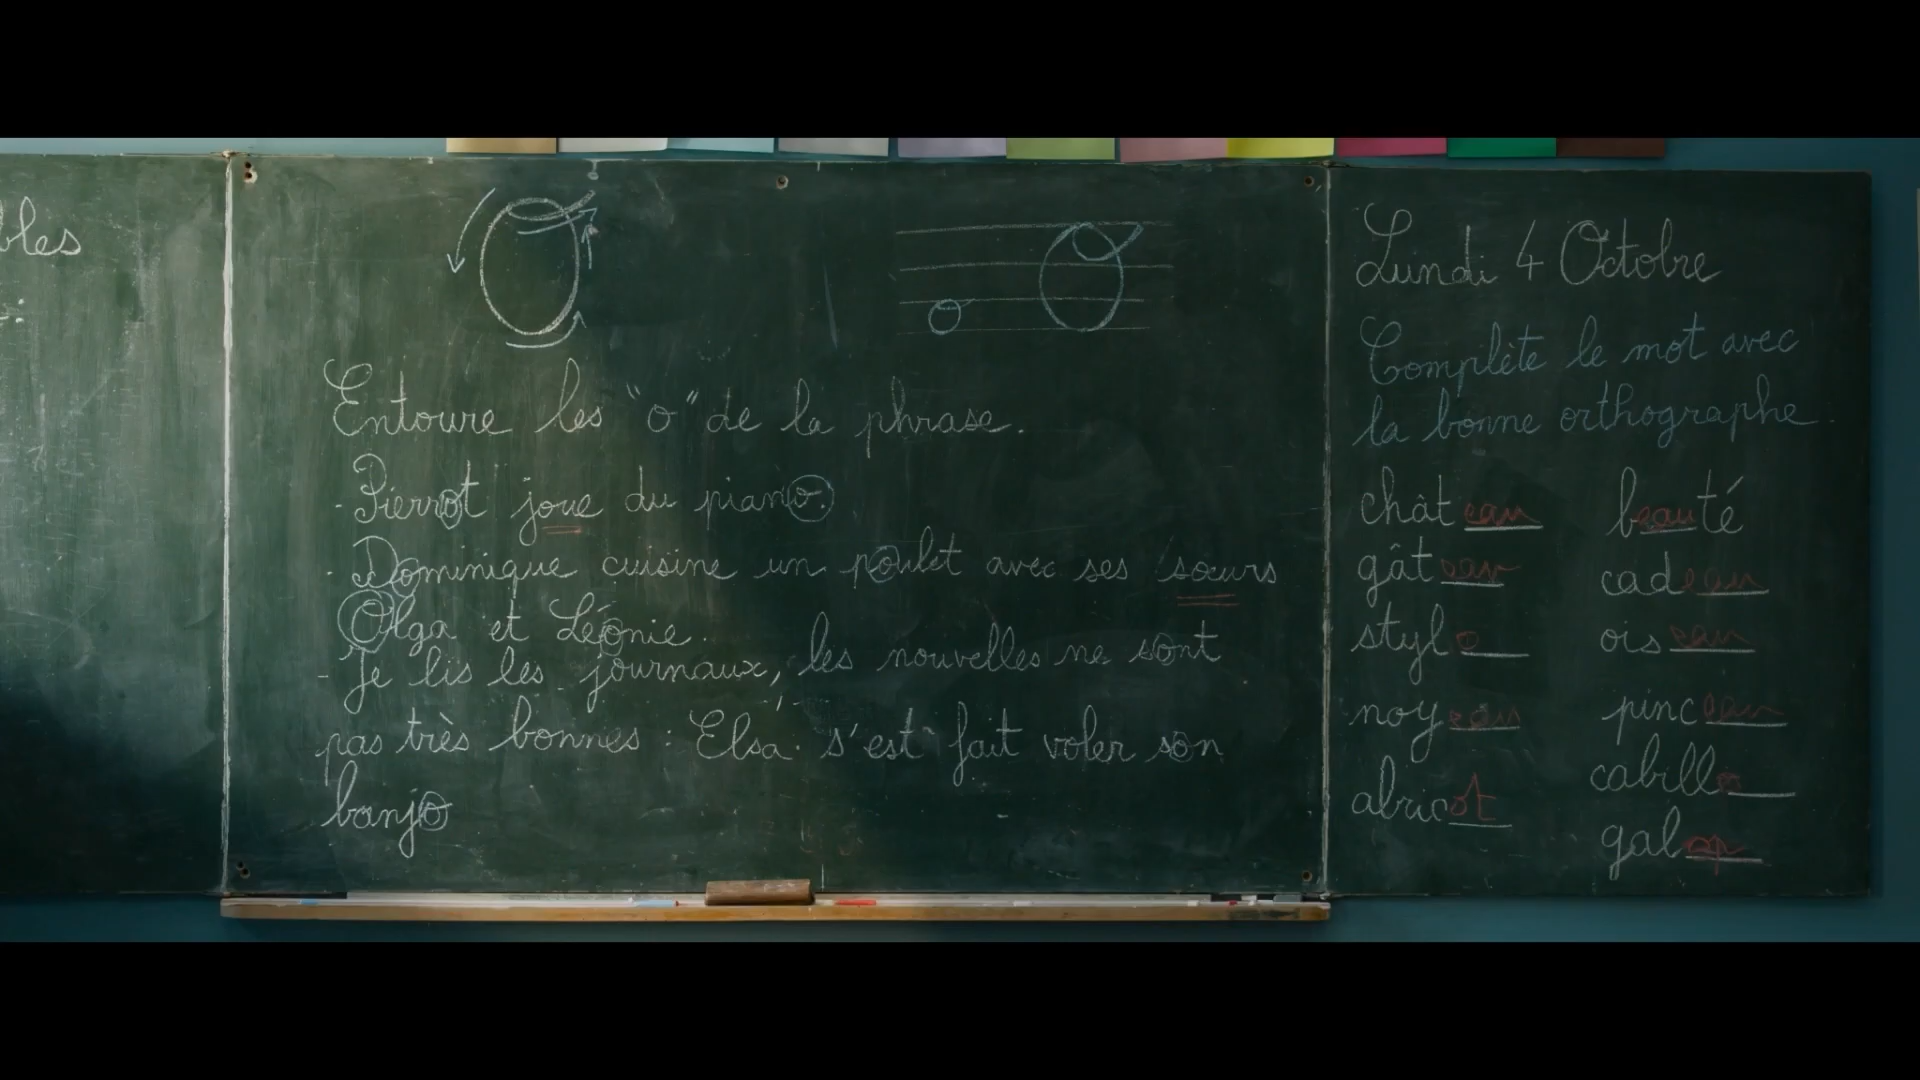 bles
Entoure les "o" de la phrase.
- Pierrot joue du piano.
- Dominique cuisine un poulet avec ses sœurs
Olga et Léonie.
- Je lis les journaux, les nouvelles ne sont
pas très bonnes : Elsa s'est fait voler son
banjo
Lundi 4 Octobre
Complète le mot avec
la bonne orthographe.
château beauté
gâteau cadeau
stylo oiseau
noyau pinceau
abricot cabillo
galop